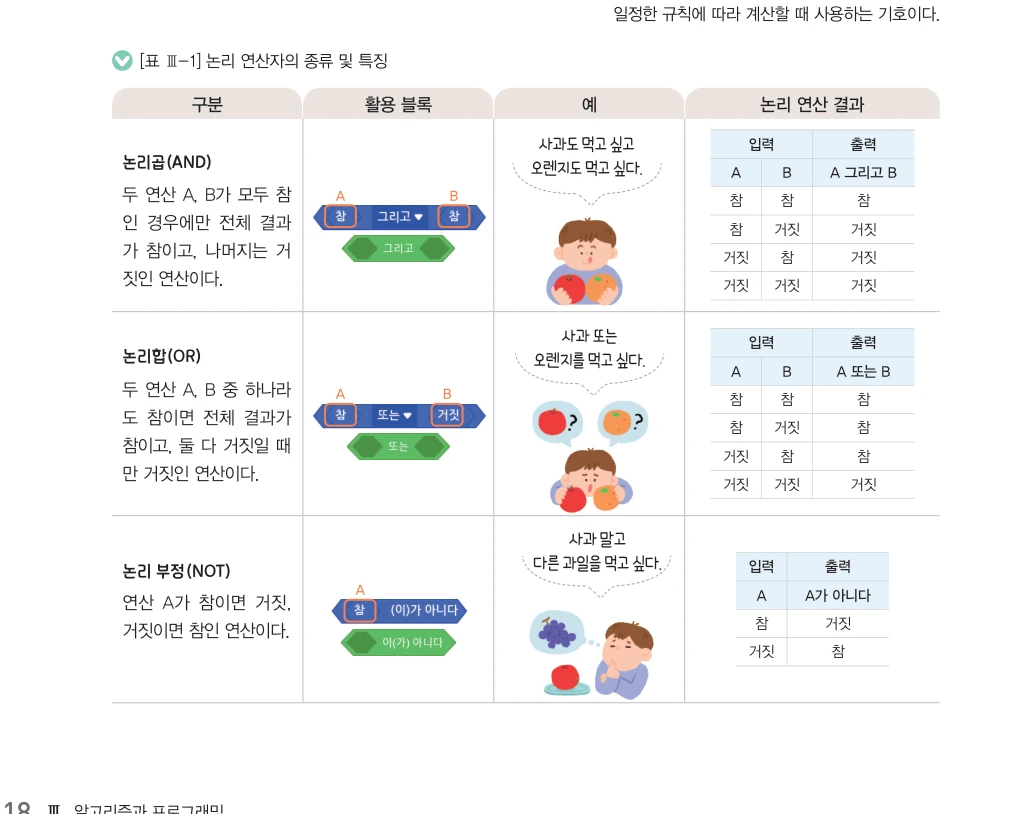 일정한 규칙에 따라 계산할 때 사용하는 기호이다.
[표 Ⅲ-1] 논리 연산자의 종류 및 특징
구분 활용 블록 예 논리 연산 결과
논리곱(AND)
두 연산 A, B가 모두 참
인 경우에만 전체 결과
가 참이고, 나머지는 거
짓인 연산이다.
A B
참 그리고 참
그리고
사과도 먹고 싶고
오렌지도 먹고 싶다.
입력 출력
A B A 그리고 B
참 참 참
참 거짓 거짓
거짓 참 거짓
거짓 거짓 거짓
논리합(OR)
두 연산 A, B 중 하나라
도 참이면 전체 결과가
참이고, 둘 다 거짓일 때
만 거짓인 연산이다.
A B
참 또는 거짓
또는
사과 또는
오렌지를 먹고 싶다.
? ?
입력 출력
A B A 또는 B
참 참 참
참 거짓 참
거짓 참 참
거짓 거짓 거짓
논리 부정(NOT)
연산 A가 참이면 거짓,
거짓이면 참인 연산이다.
A
참 (이)가 아니다
이(가) 아니다
사과 말고
다른 과일을 먹고 싶다.
입력 출력
A A가 아니다
참 거짓
거짓 참
18 Ⅲ 알고리즘과 프로그래밍